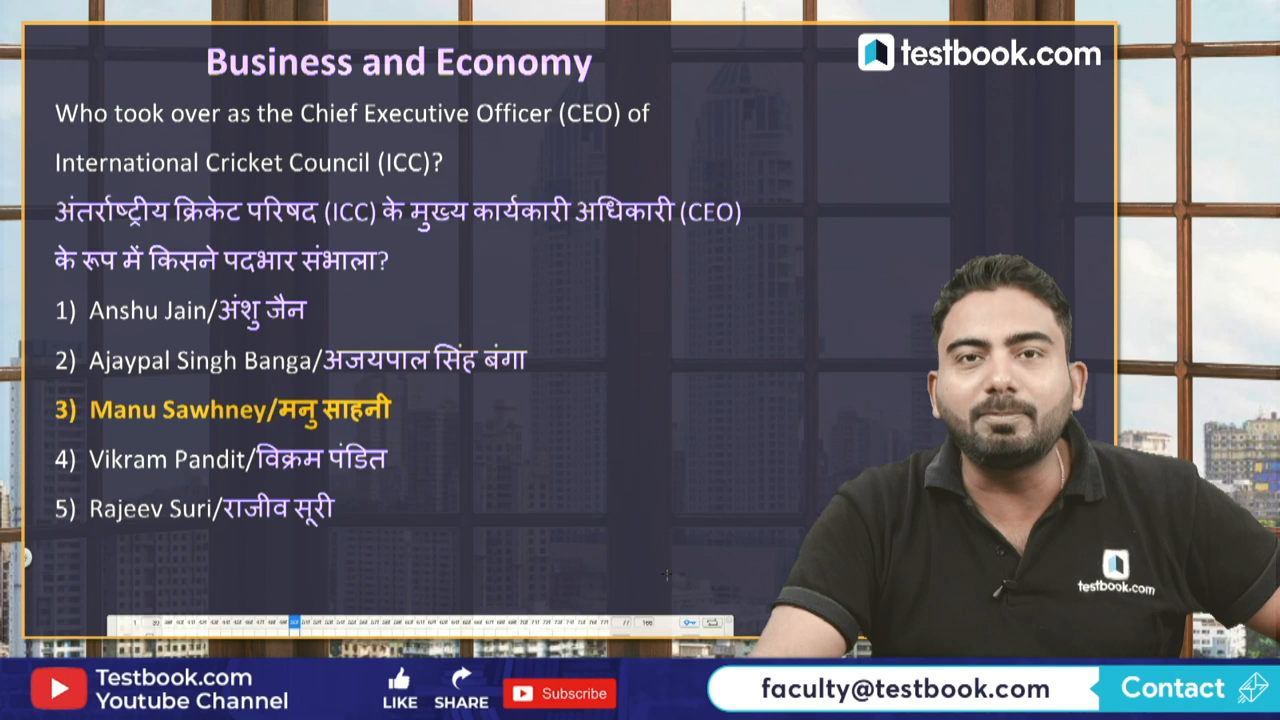 Business and Economy
testbook.com
Who took over as the Chief Executive Officer (CEO) of
International Cricket Council (ICC)?
अंतर्राष्ट्रीय क्रिकेट परिषद (ICC) के मुख्य कार्यकारी अधिकारी (CEO)
के रूप में किसने पदभार संभाला?
1) Anshu Jain/अंशु जैन
2) Ajaypal Singh Banga/अजयपाल सिंह बंगा
3) Manu Sawhney/मनु साहनी
4) Vikram Pandit/विक्रम पंडित
5) Rajeev Suri/राजीव सूरी
testbook.com
Testbook.com
Youtube Channel
LIKE
SHARE
Subscribe
faculty@testbook.com
Contact